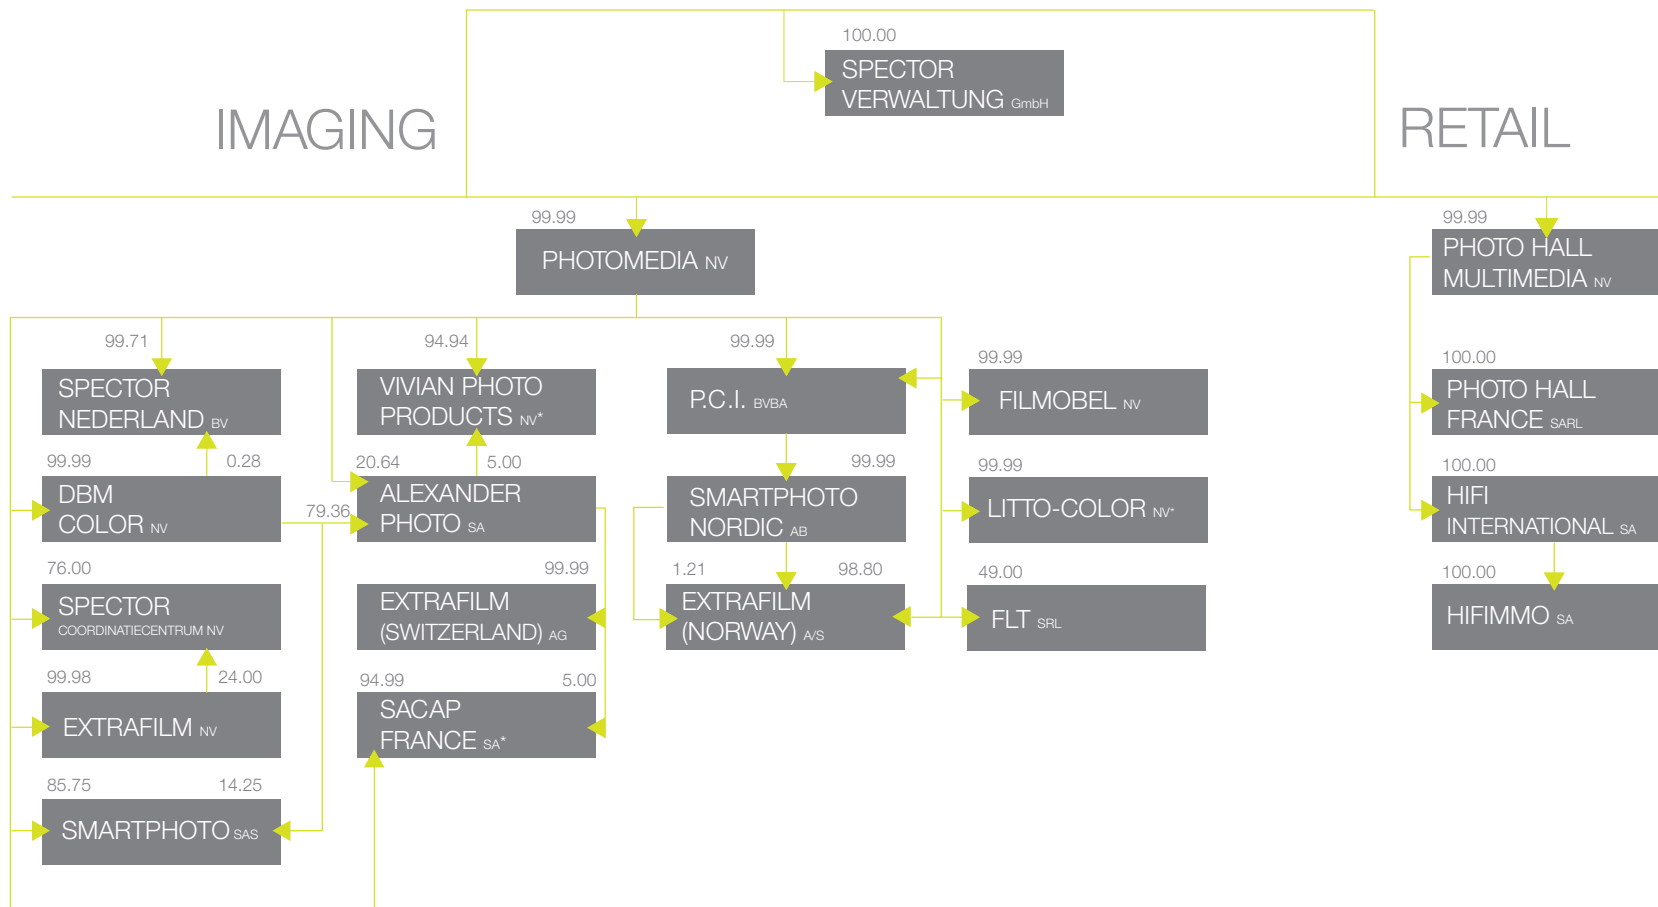 100.00
SPECTOR
VERWALTUNG GmbH
IMAGING
RETAIL
99.99
PHOTOMEDIA NV
99.99
PHOTO HALL
MULTIMEDIA NV
99.71
SPECTOR
NEDERLAND BV
94.94
VIVIAN PHOTO
PRODUCTS NV*
99.99
P.C.I. BVBA
99.99
FILMOBEL NV
100.00
PHOTO HALL
FRANCE SARL
99.99 0.28
DBM
COLOR NV
79.36
20.64 5.00
ALEXANDER
PHOTO SA
99.99
SMARTPHOTO
NORDIC AB
99.99
LITTO-COLOR NV*
100.00
HIFI
INTERNATIONAL SA
76.00
SPECTOR
COORDINATIECENTRUM NV
99.99
EXTRAFILM
(SWITZERLAND) AG
1.21 98.80
EXTRAFILM
(NORWAY) A/S
49.00
FLT SRL
100.00
HIFIMMO SA
99.98 24.00
EXTRAFILM NV
94.99 5.00
SACAP
FRANCE SA*
85.75 14.25
SMARTPHOTO SAS